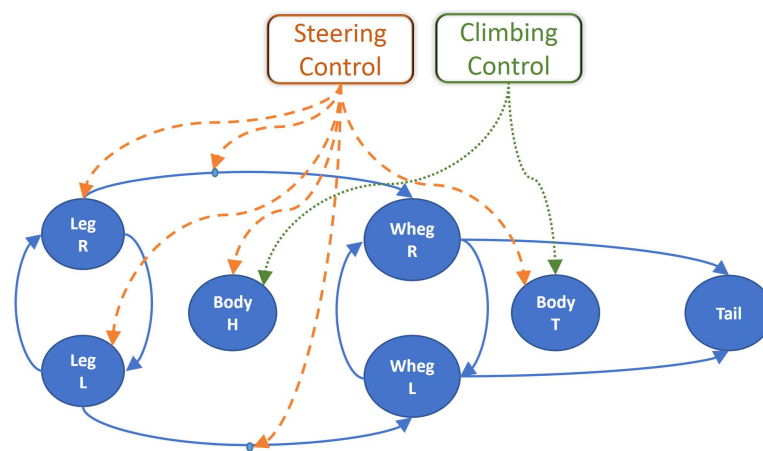 Steering
Control
Climbing
Control
Leg
R
Wheg
R
Body
H
Body
T
Tail
Leg
L
Wheg
L